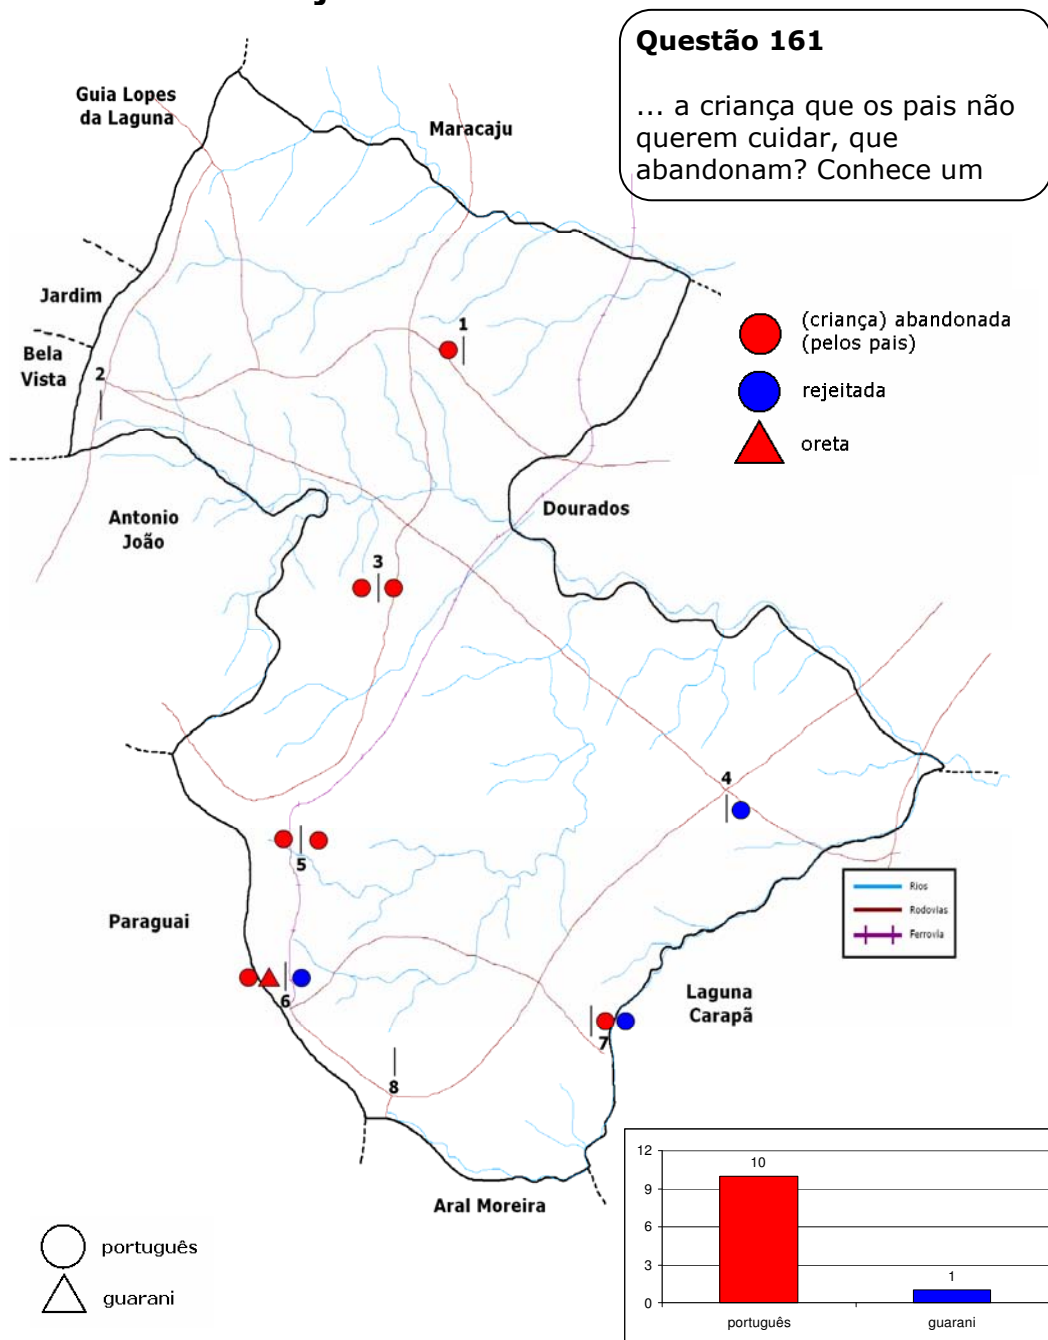 Questão 161
... a criança que os pais não
querem cuidar, que
abandonam? Conhece um
Guia Lopes
da Laguna
Maracaju
Jardim
Bela
Vista
1
2
(criança) abandonada
(pelos pais)
rejeitada
oreta
Antonio
João
Dourados
3
4
5
Paraguai
Rios
Rodovias
Ferrovia
6
Laguna
Carapã
7
8
Aral Moreira
português
guarani
12
9
6
3
0
10
1
português
guarani